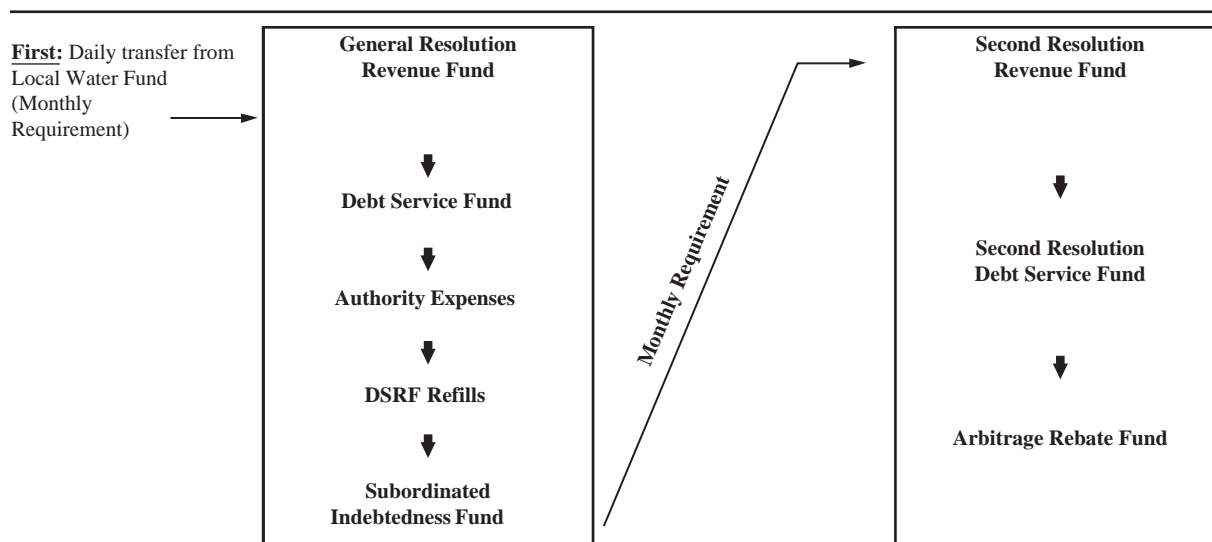 First: Daily transfer from
Local Water Fund
(Monthly
Requirement)
General Resolution
Revenue Fund
Debt Service Fund
Authority Expenses
DSRF Refills
Subordinated
Indebtedness Fund
Monthly Requirement
Second Resolution
Revenue Fund
Second Resolution
Debt Service Fund
Arbitrage Rebate Fund